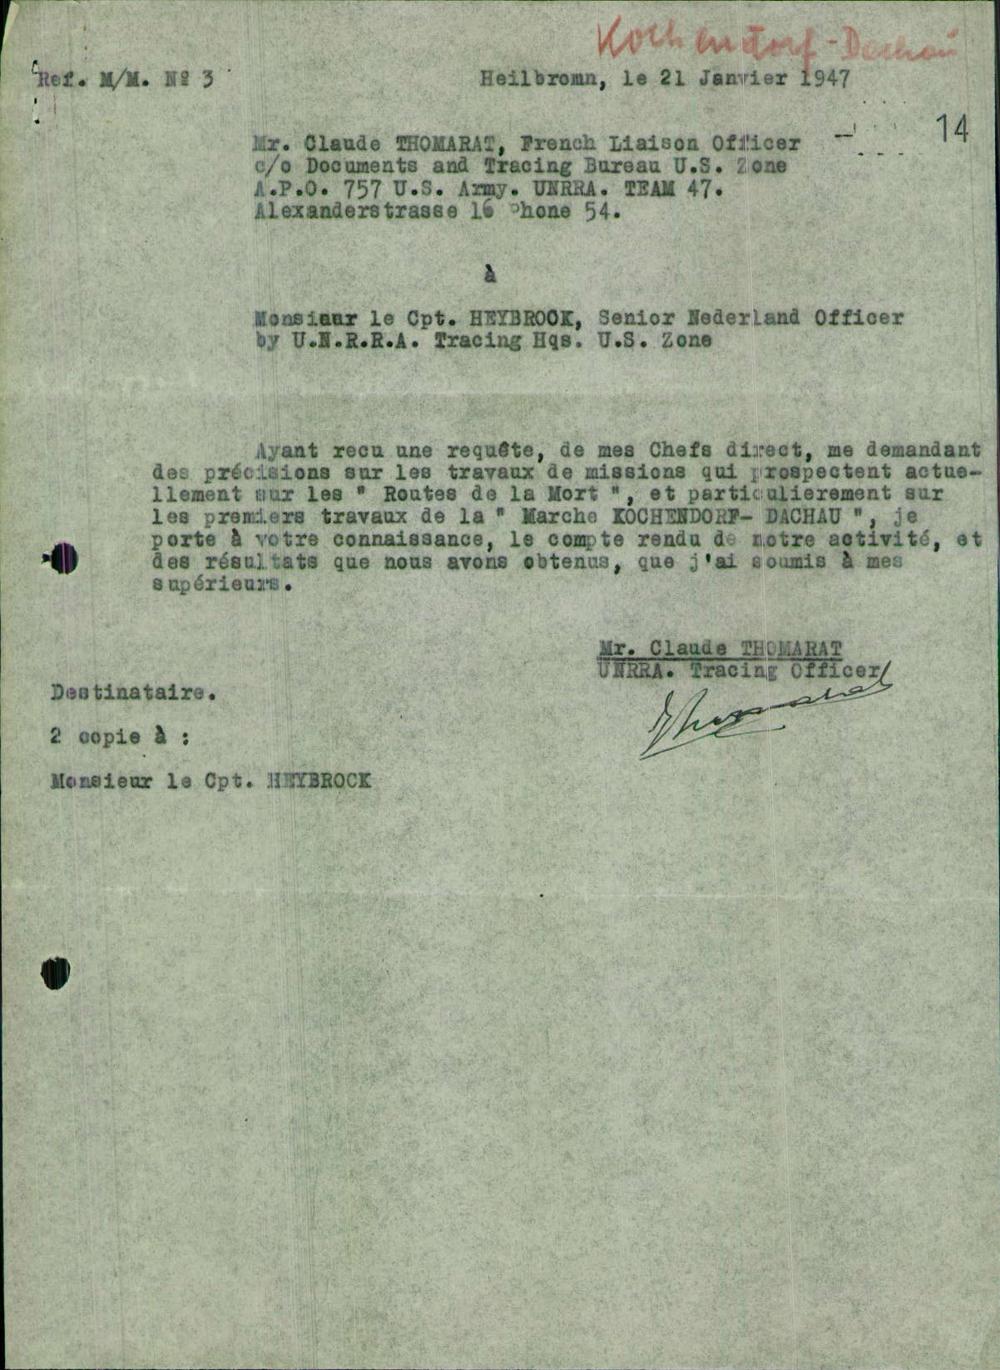 Kochendorf - Dachau
Ref. M/M. Nº 3
Heilbronn, le 21 Janvier 1947
14
Mr. Claude THOMARAT, French Liaison Officer
c/o Documents and Tracing Bureau U.S. Zone
A.P.O. 757 U.S. Army. UNRRA. TEAM 47.
Alexanderstrasse 16 Phone 54.
à
Monsieur le Cpt. HEYBROCK, Senior Nederland Officer
by U.N.R.R.A. Tracing Hqs. U.S. Zone
Ayant recu une requête, de mes Chefs direct, me demandant
des précisions sur les travaux de missions qui prospectent actue-
llement sur les " Routes de la Mort ", et particulierement sur
les premiers travaux de la " Marche KOCHENDORF- DACHAU ", je
porte à votre connaissance, le compte rendu de notre activité, et
des résultats que nous avons obtenus, que j'ai soumis à mes
supérieurs.
Mr. Claude THOMARAT
UNRRA. Tracing Officer
Thomarat
Destinataire.
2 copie à :
Monsieur le Cpt. HEYBROCK